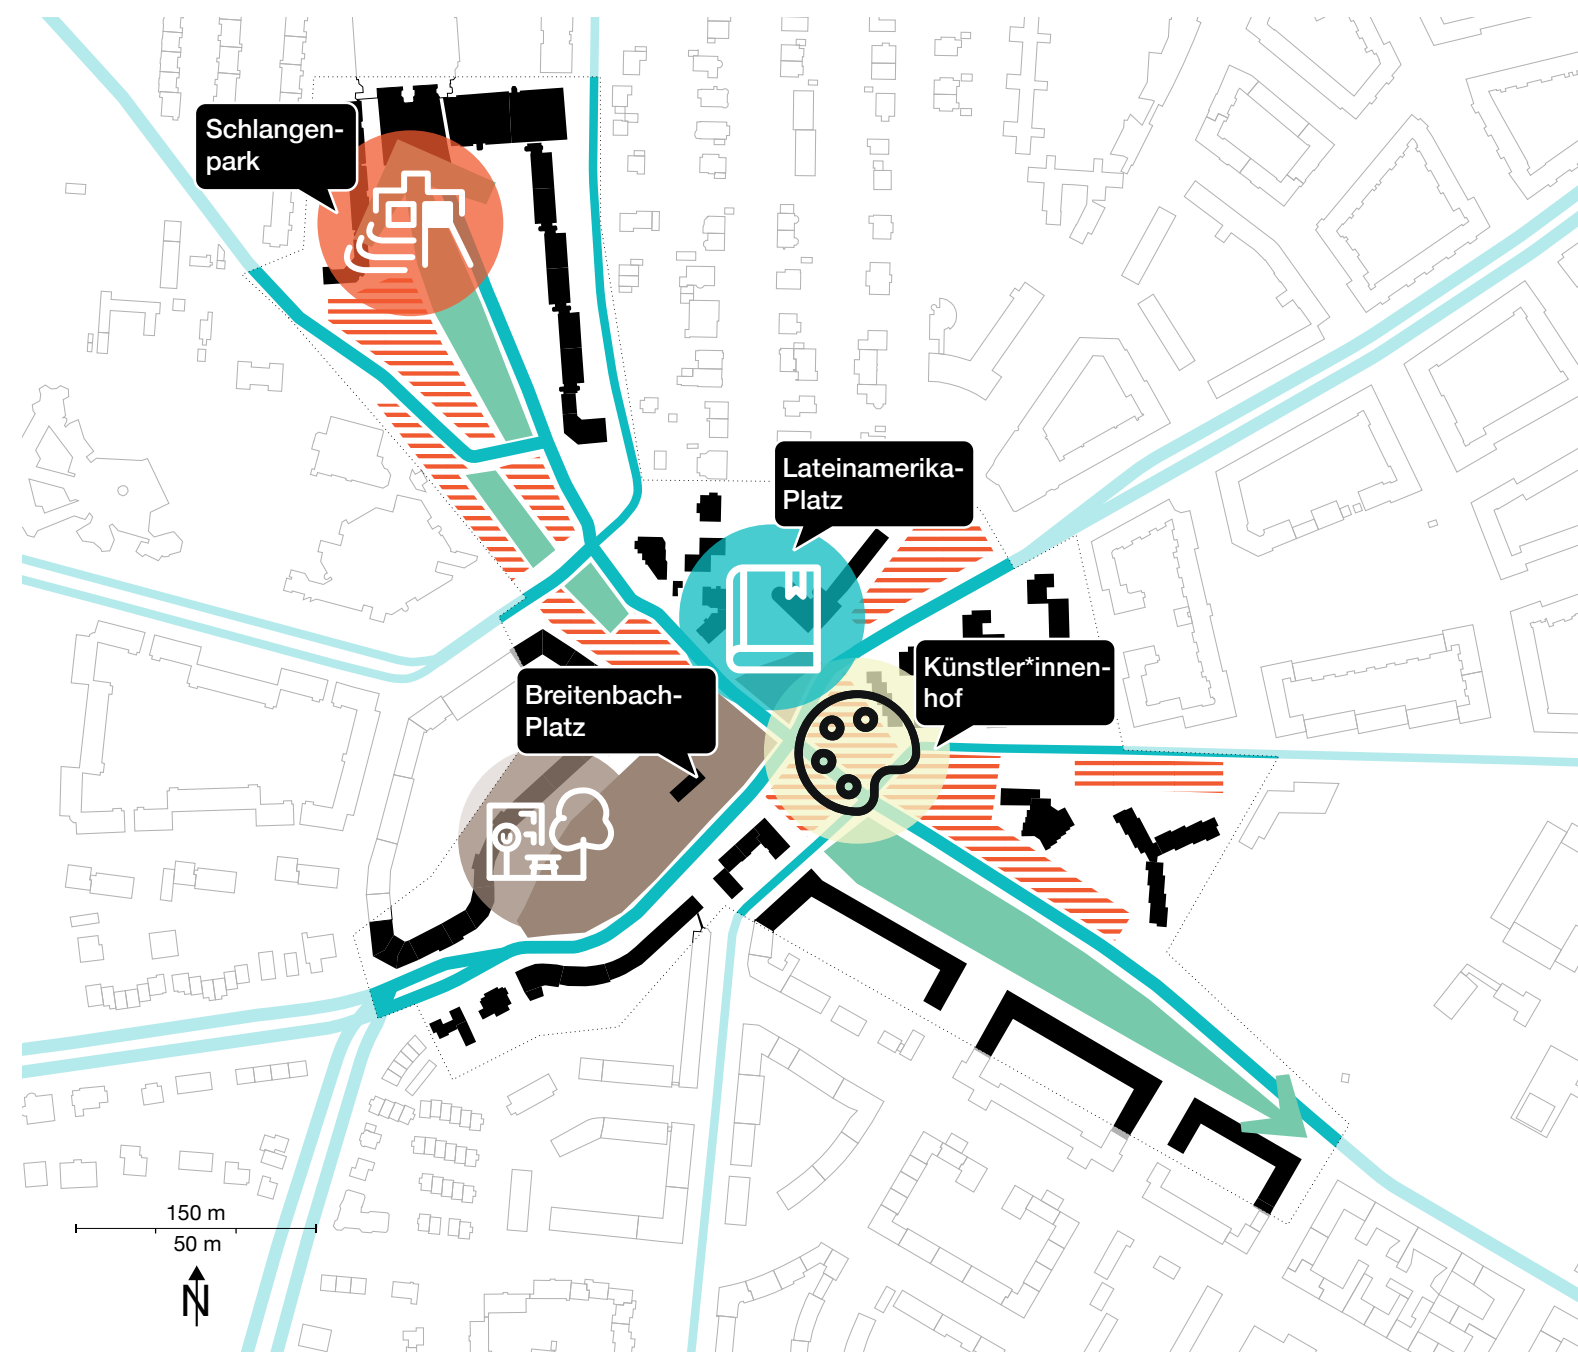 Schlangen-
park
Lateinamerika-
Platz
Künstler*innen-
hof
Breitenbach-
Platz
150 m
50 m
N